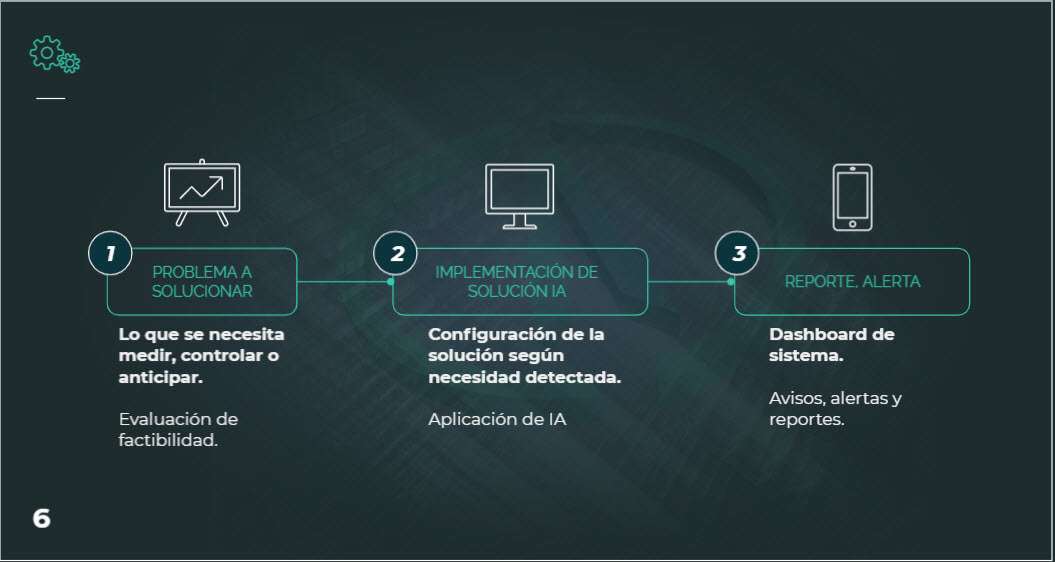 1
PROBLEMA A
SOLUCIONAR
Lo que se necesita
medir, controlar o
anticipar.
Evaluación de
factibilidad.
2
IMPLEMENTACIÓN DE
SOLUCIÓN IA
Configuración de la
solución según
necesidad detectada.
Aplicación de IA
3
REPORTE, ALERTA
Dashboard de
sistema.
Avisos, alertas y
reportes.
6